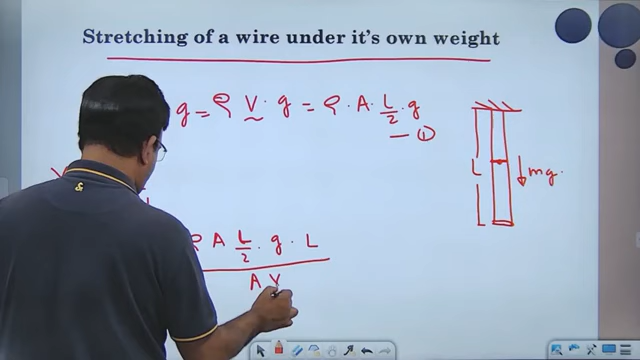 Stretching of a wire under it's own weight
g = ρ V · g = ρ · A · L/2 · g
— ①
L
mg.
ρ A L/2 · g · L
A Y